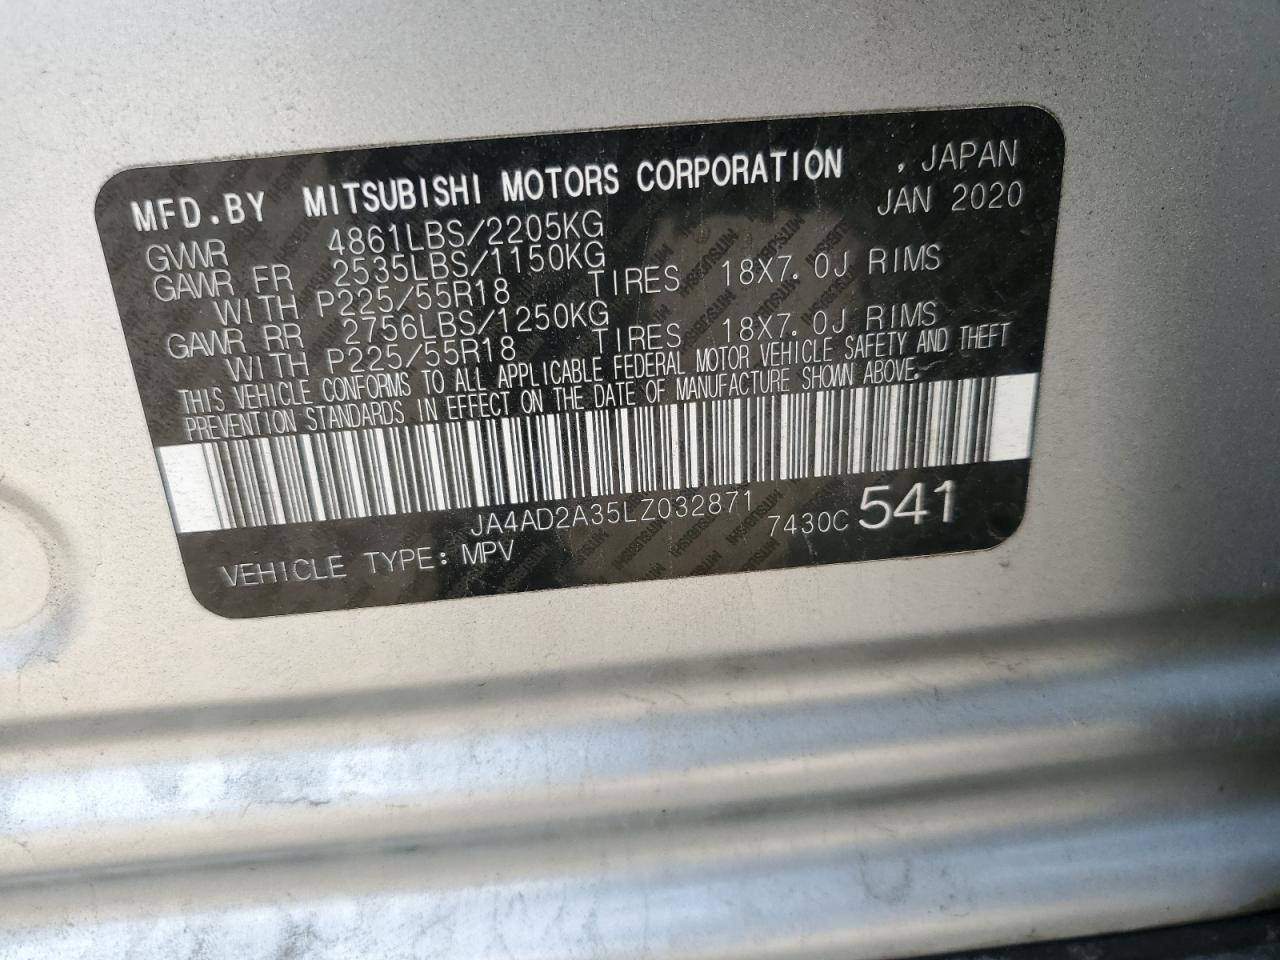 MFD.BY MITSUBISHI MOTORS CORPORATION , JAPAN
JAN 2020
GVWR 4861LBS/2205KG
GAWR FR 2535LBS/1150KG
WITH P225/55R18 TIRES 18X7.0J RIMS
GAWR RR 2756LBS/1250KG
WITH P225/55R18 TIRES 18X7.0J RIMS
THIS VEHICLE CONFORMS TO ALL APPLICABLE FEDERAL MOTOR VEHICLE SAFETY AND THEFT
PREVENTION STANDARDS IN EFFECT ON THE DATE OF MANUFACTURE SHOWN ABOVE.
JA4AD2A35LZ032871
7430C 541
VEHICLE TYPE: MPV